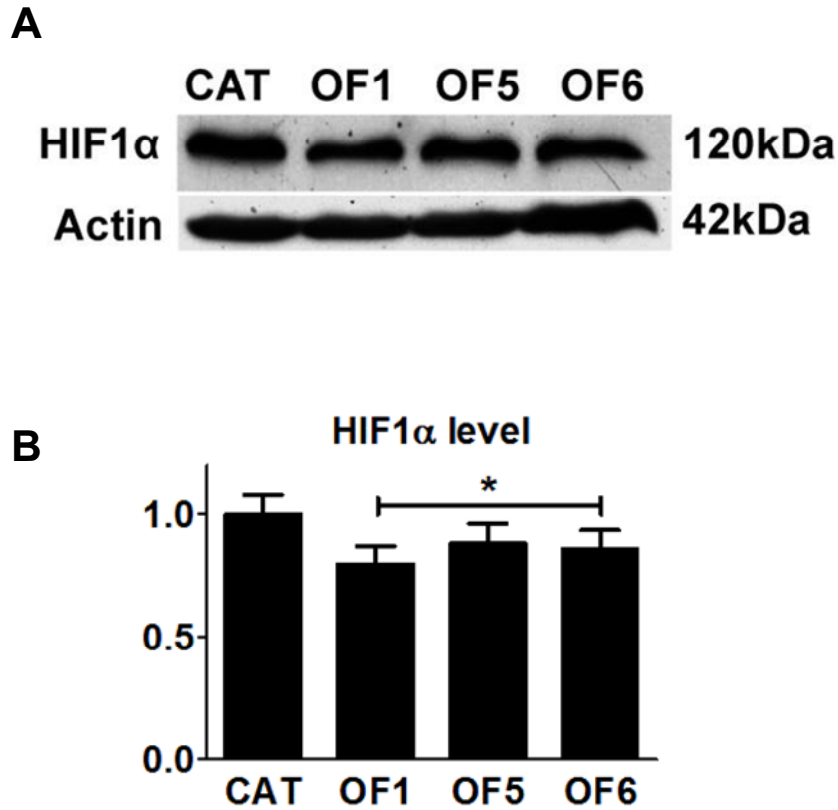 A
CAT OF1 OF5 OF6
HIF1α 120kDa
Actin 42kDa
B
HIF1α level
*
1.0
0.5
0.0
CAT OF1 OF5 OF6